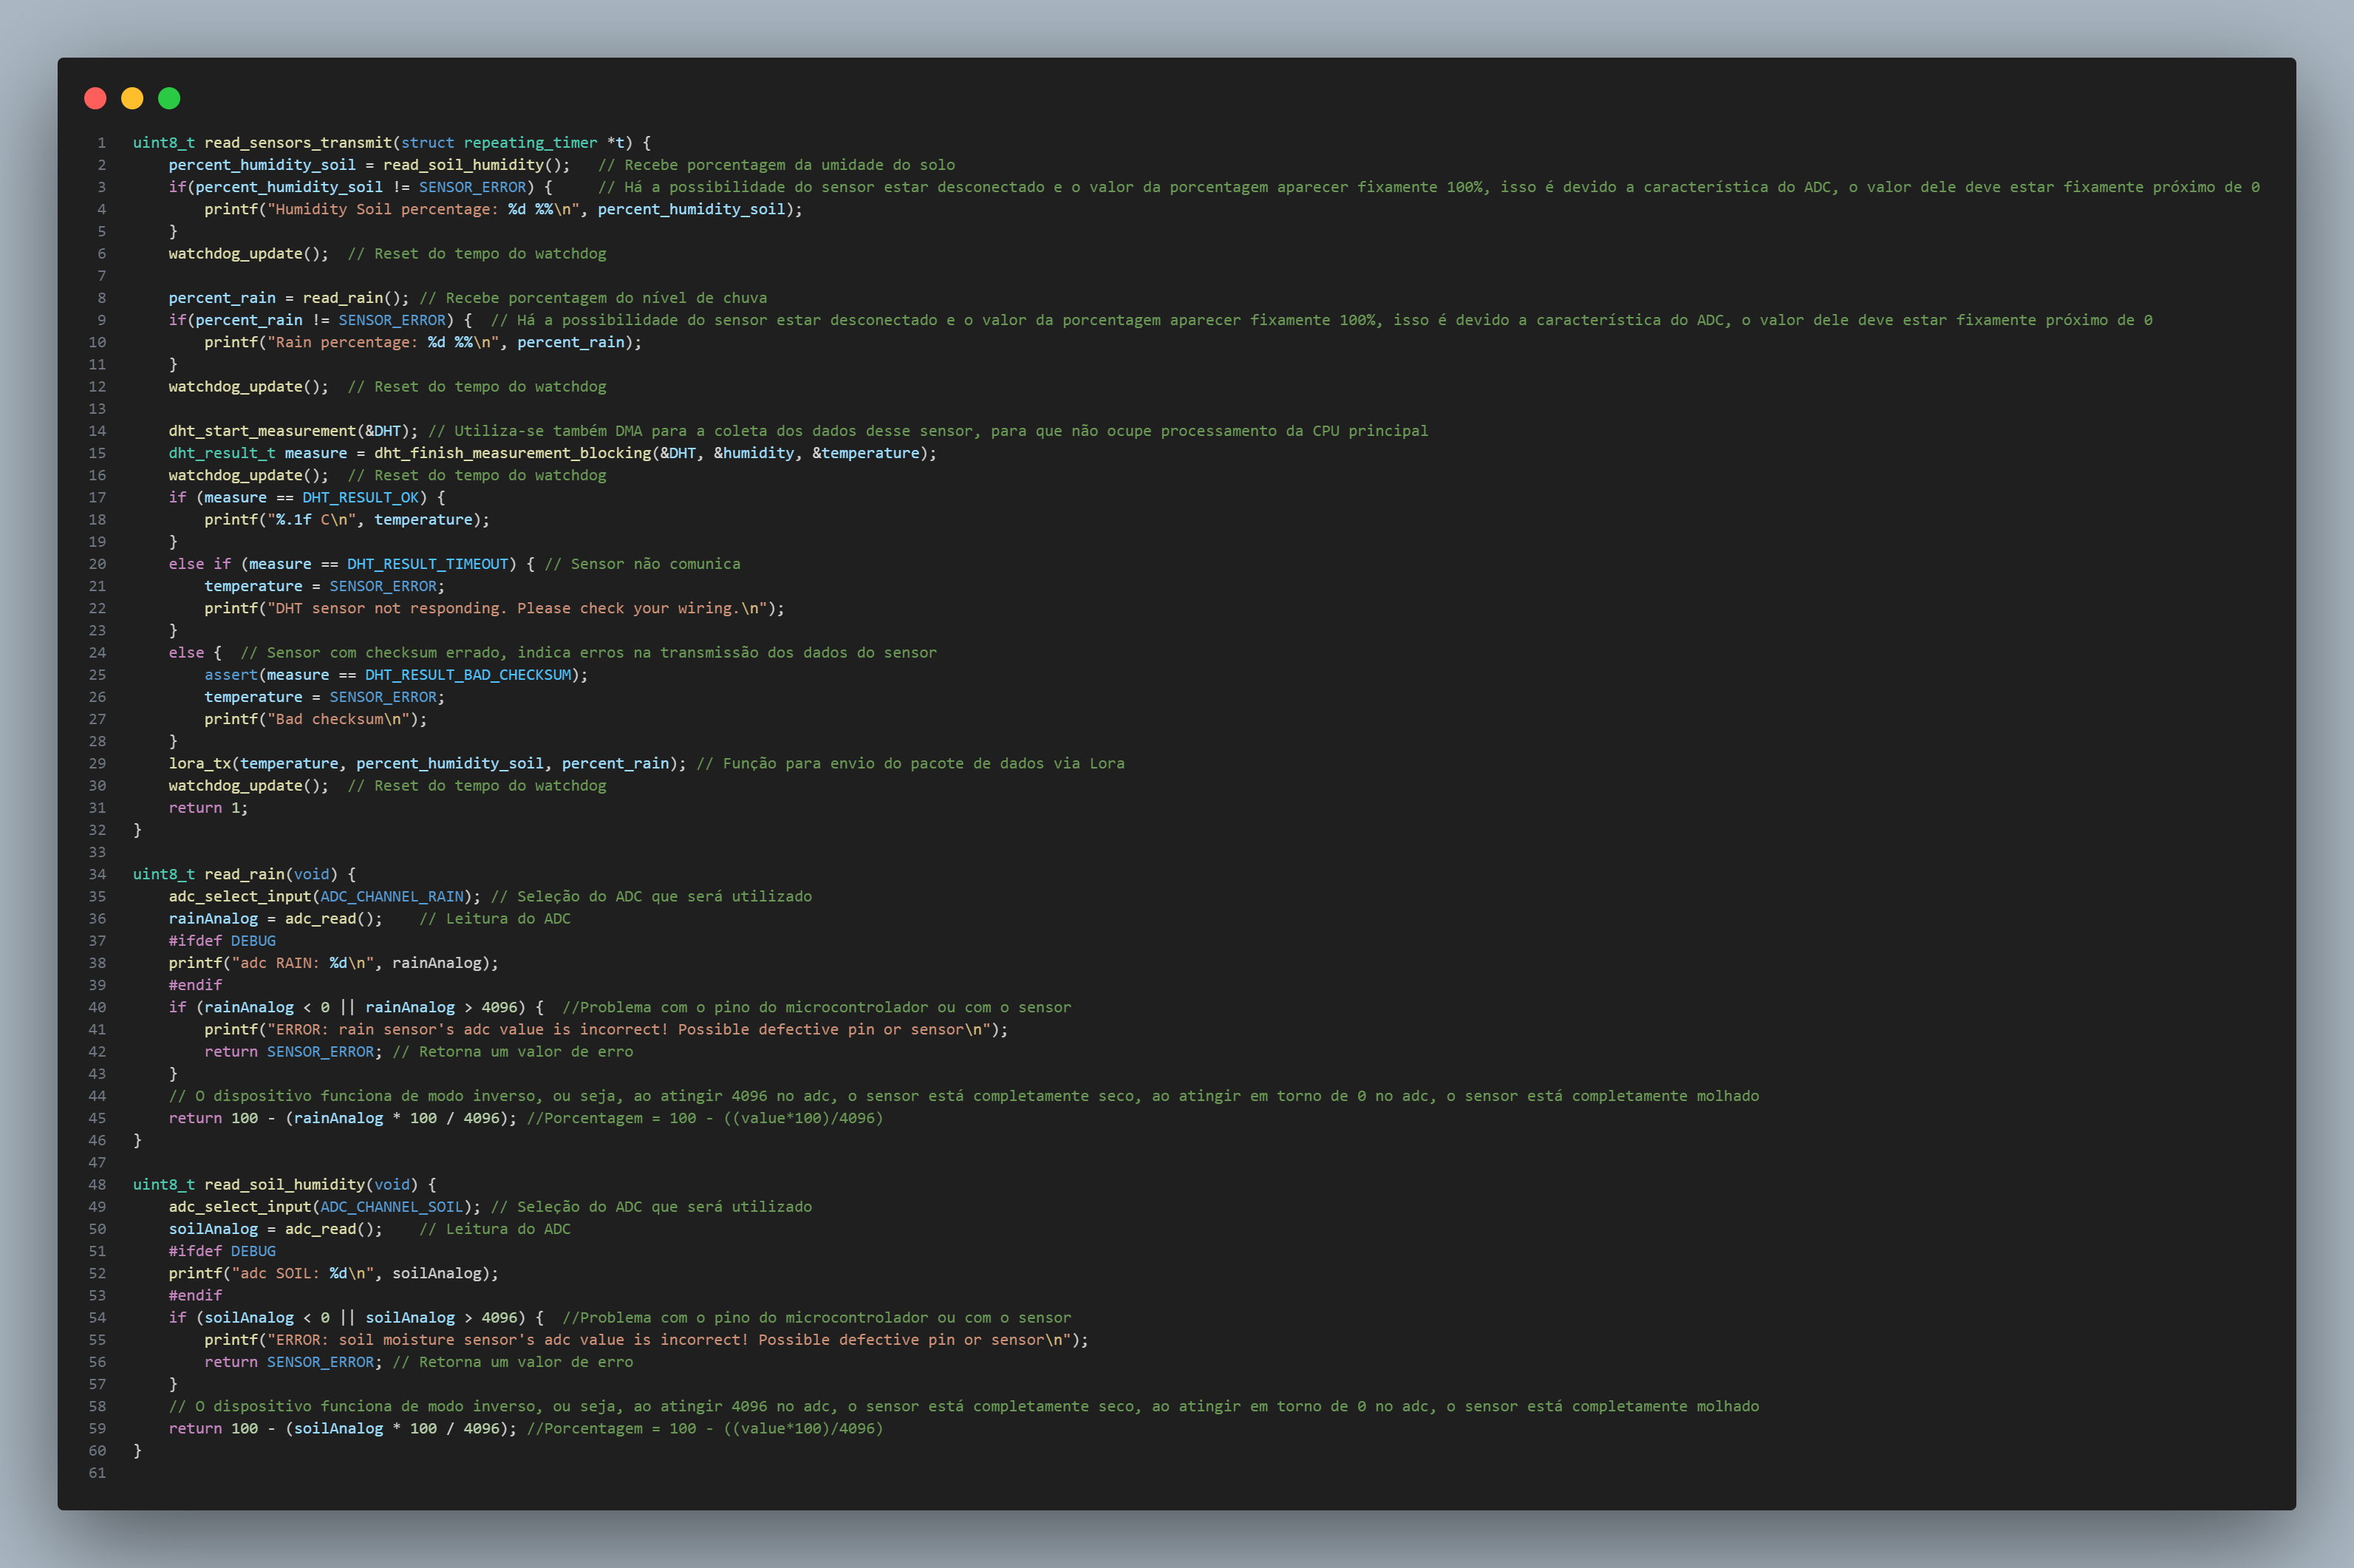 1 uint8_t read_sensors_transmit(struct repeating_timer *t) {
2     percent_humidity_soil = read_soil_humidity();   // Recebe porcentagem da umidade do solo
3     if(percent_humidity_soil != SENSOR_ERROR) {     // Há a possibilidade do sensor estar desconectado e o valor da porcentagem aparecer fixamente 100%, isso é devido a característica do ADC, o valor dele deve estar fixamente próximo de 0
4         printf("Humidity Soil percentage: %d %%\n", percent_humidity_soil);
5     }
6     watchdog_update();  // Reset do tempo do watchdog
7
8     percent_rain = read_rain(); // Recebe porcentagem do nível de chuva
9     if(percent_rain != SENSOR_ERROR) {  // Há a possibilidade do sensor estar desconectado e o valor da porcentagem aparecer fixamente 100%, isso é devido a característica do ADC, o valor dele deve estar fixamente próximo de 0
10         printf("Rain percentage: %d %%\n", percent_rain);
11     }
12     watchdog_update();  // Reset do tempo do watchdog
13
14     dht_start_measurement(&DHT); // Utiliza-se também DMA para a coleta dos dados desse sensor, para que não ocupe processamento da CPU principal
15     dht_result_t measure = dht_finish_measurement_blocking(&DHT, &humidity, &temperature);
16     watchdog_update();  // Reset do tempo do watchdog
17     if (measure == DHT_RESULT_OK) {
18         printf("%.1f C\n", temperature);
19     }
20     else if (measure == DHT_RESULT_TIMEOUT) { // Sensor não comunica
21         temperature = SENSOR_ERROR;
22         printf("DHT sensor not responding. Please check your wiring.\n");
23     }
24     else {  // Sensor com checksum errado, indica erros na transmissão dos dados do sensor
25         assert(measure == DHT_RESULT_BAD_CHECKSUM);
26         temperature = SENSOR_ERROR;
27         printf("Bad checksum\n");
28     }
29     lora_tx(temperature, percent_humidity_soil, percent_rain); // Função para envio do pacote de dados via Lora
30     watchdog_update();  // Reset do tempo do watchdog
31     return 1;
32 }
33
34 uint8_t read_rain(void) {
35     adc_select_input(ADC_CHANNEL_RAIN); // Seleção do ADC que será utilizado
36     rainAnalog = adc_read();    // Leitura do ADC
37     #ifdef DEBUG
38     printf("adc RAIN: %d\n", rainAnalog);
39     #endif
40     if (rainAnalog < 0 || rainAnalog > 4096) {  //Problema com o pino do microcontrolador ou com o sensor
41         printf("ERROR: rain sensor's adc value is incorrect! Possible defective pin or sensor\n");
42         return SENSOR_ERROR; // Retorna um valor de erro
43     }
44     // O dispositivo funciona de modo inverso, ou seja, ao atingir 4096 no adc, o sensor está completamente seco, ao atingir em torno de 0 no adc, o sensor está completamente molhado
45     return 100 - (rainAnalog * 100 / 4096); //Porcentagem = 100 - ((value*100)/4096)
46 }
47
48 uint8_t read_soil_humidity(void) {
49     adc_select_input(ADC_CHANNEL_SOIL); // Seleção do ADC que será utilizado
50     soilAnalog = adc_read();    // Leitura do ADC
51     #ifdef DEBUG
52     printf("adc SOIL: %d\n", soilAnalog);
53     #endif
54     if (soilAnalog < 0 || soilAnalog > 4096) {  //Problema com o pino do microcontrolador ou com o sensor
55         printf("ERROR: soil moisture sensor's adc value is incorrect! Possible defective pin or sensor\n");
56         return SENSOR_ERROR; // Retorna um valor de erro
57     }
58     // O dispositivo funciona de modo inverso, ou seja, ao atingir 4096 no adc, o sensor está completamente seco, ao atingir em torno de 0 no adc, o sensor está completamente molhado
59     return 100 - (soilAnalog * 100 / 4096); //Porcentagem = 100 - ((value*100)/4096)
60 }
61